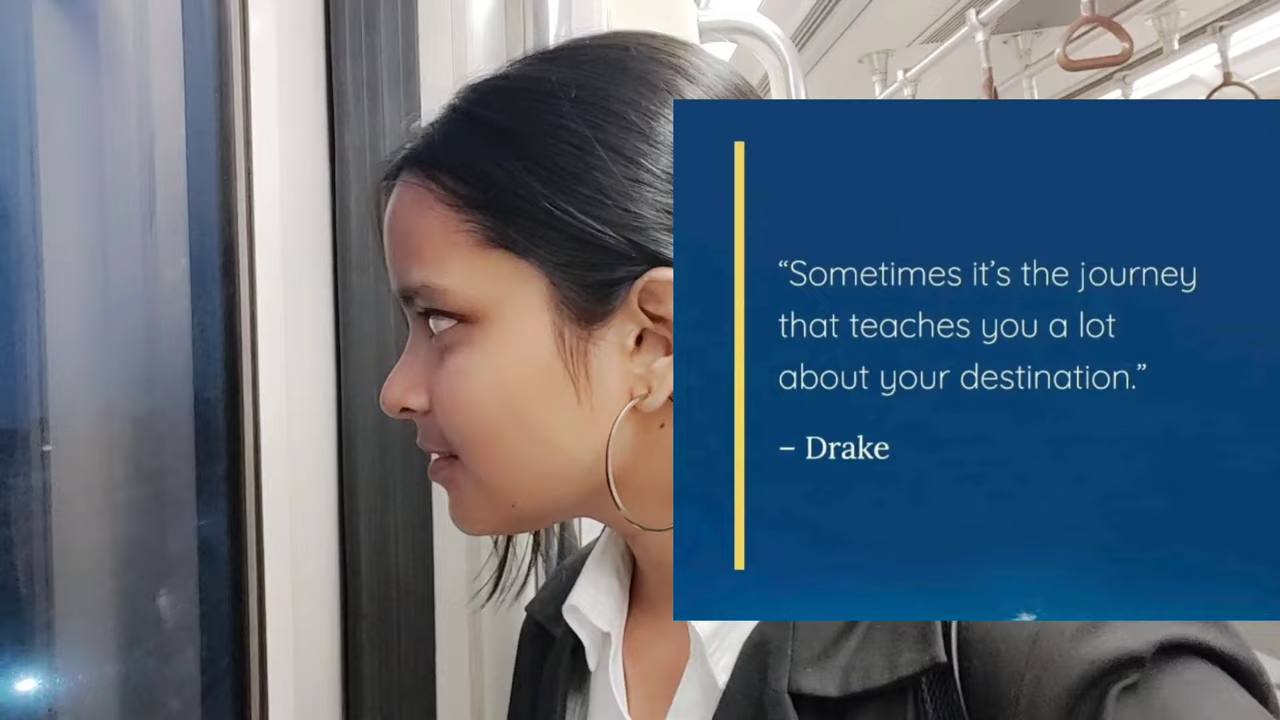 “Sometimes it’s the journey
that teaches you a lot
about your destination.”
– Drake